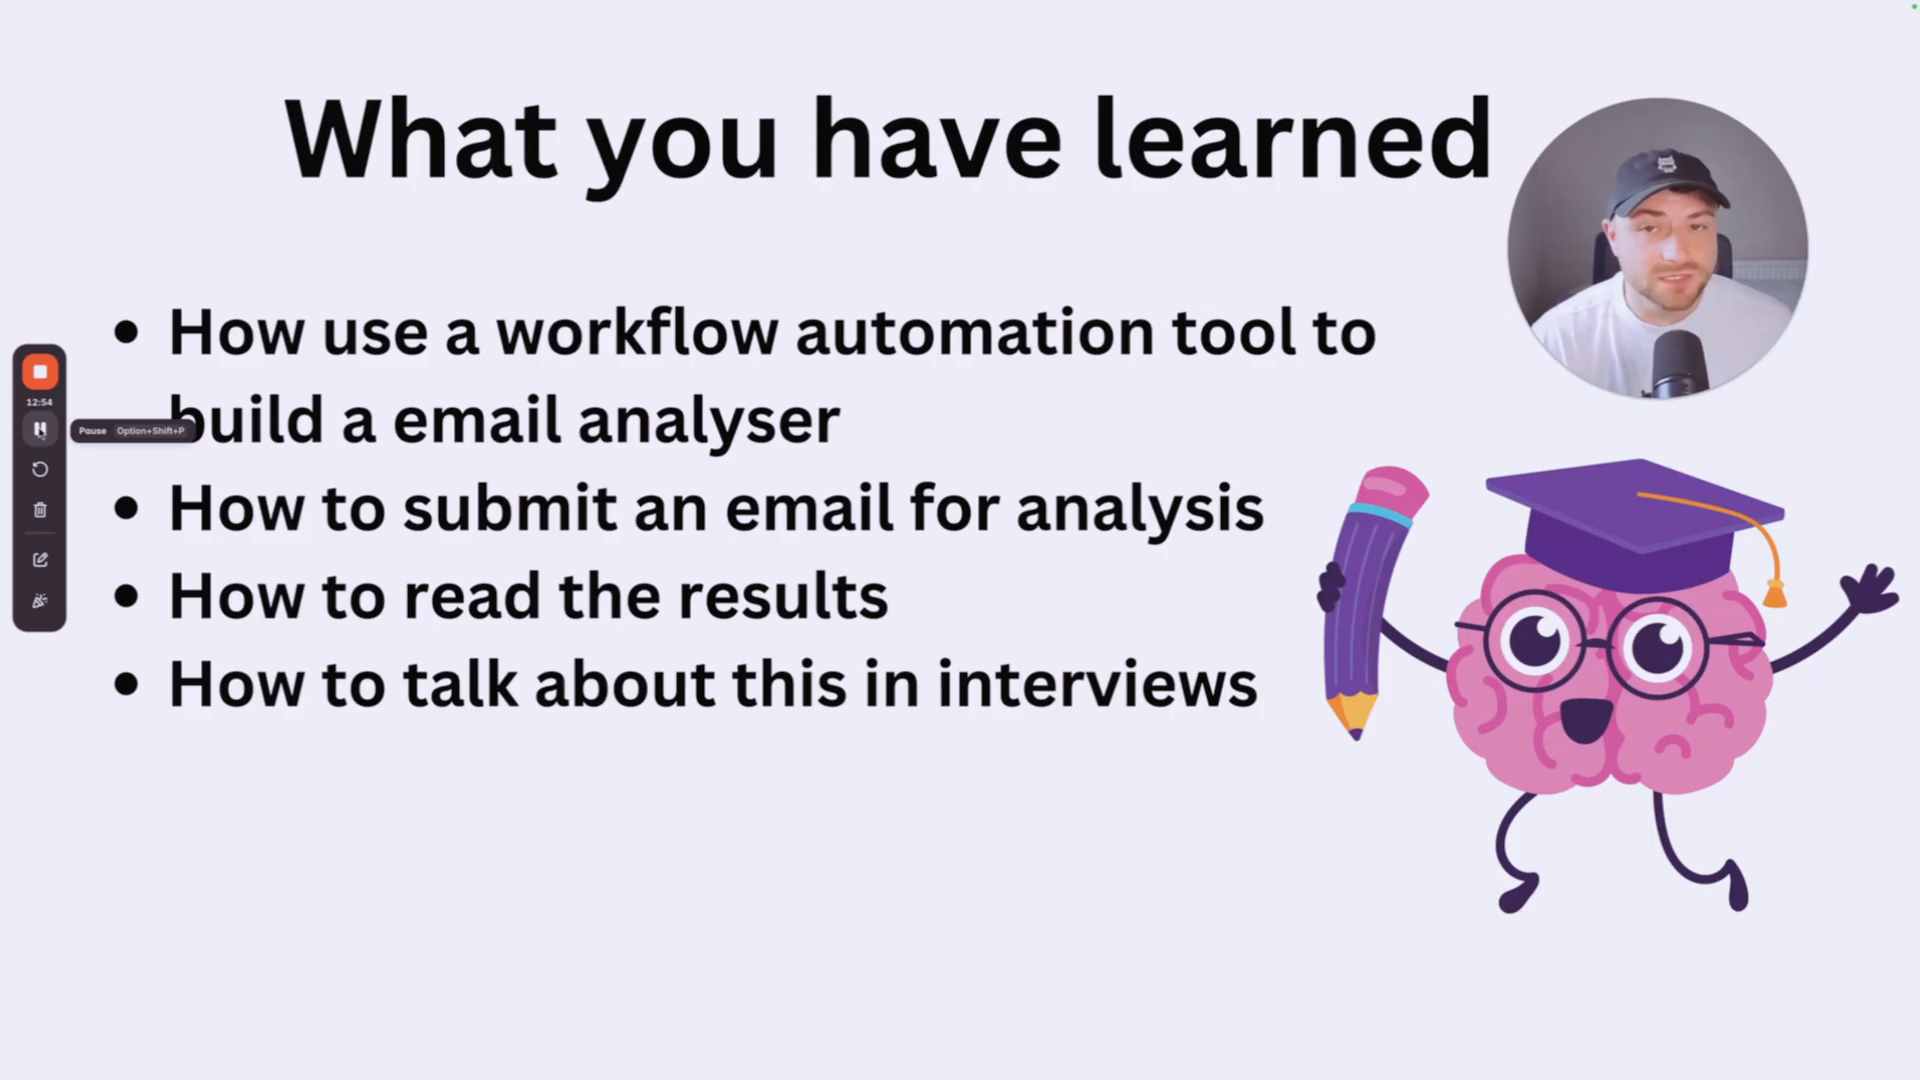 What you have learned
• How use a workflow automation tool to
build a email analyser
• How to submit an email for analysis
• How to read the results
• How to talk about this in interviews
12:54
Pause Option+Shift+P